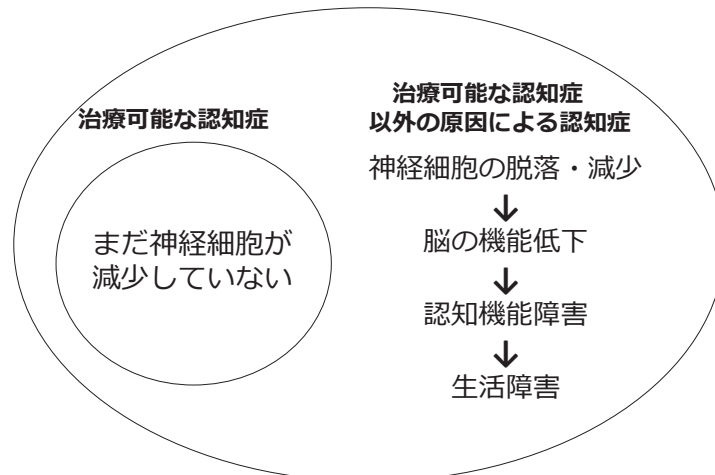 治療可能な認知症
まだ神経細胞が
減少していない
治療可能な認知症
以外の原因による認知症
神経細胞の脱落・減少
↓
脳の機能低下
↓
認知機能障害
↓
生活障害